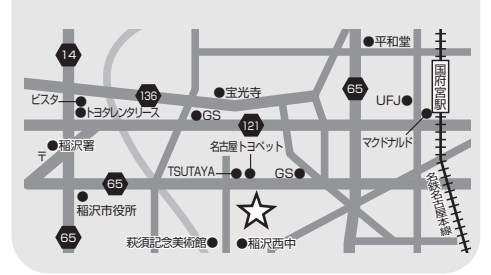 平和堂
14
国府宮駅
65
136
宝光寺
UFJ
ビスタ
トヨタレンタリース
GS
マクドナルド
121
稲沢署
〒
名古屋トヨペット
TSUTAYA
GS
65
名鉄名古屋本線
稲沢市役所
65
萩須記念美術館
稲沢西中